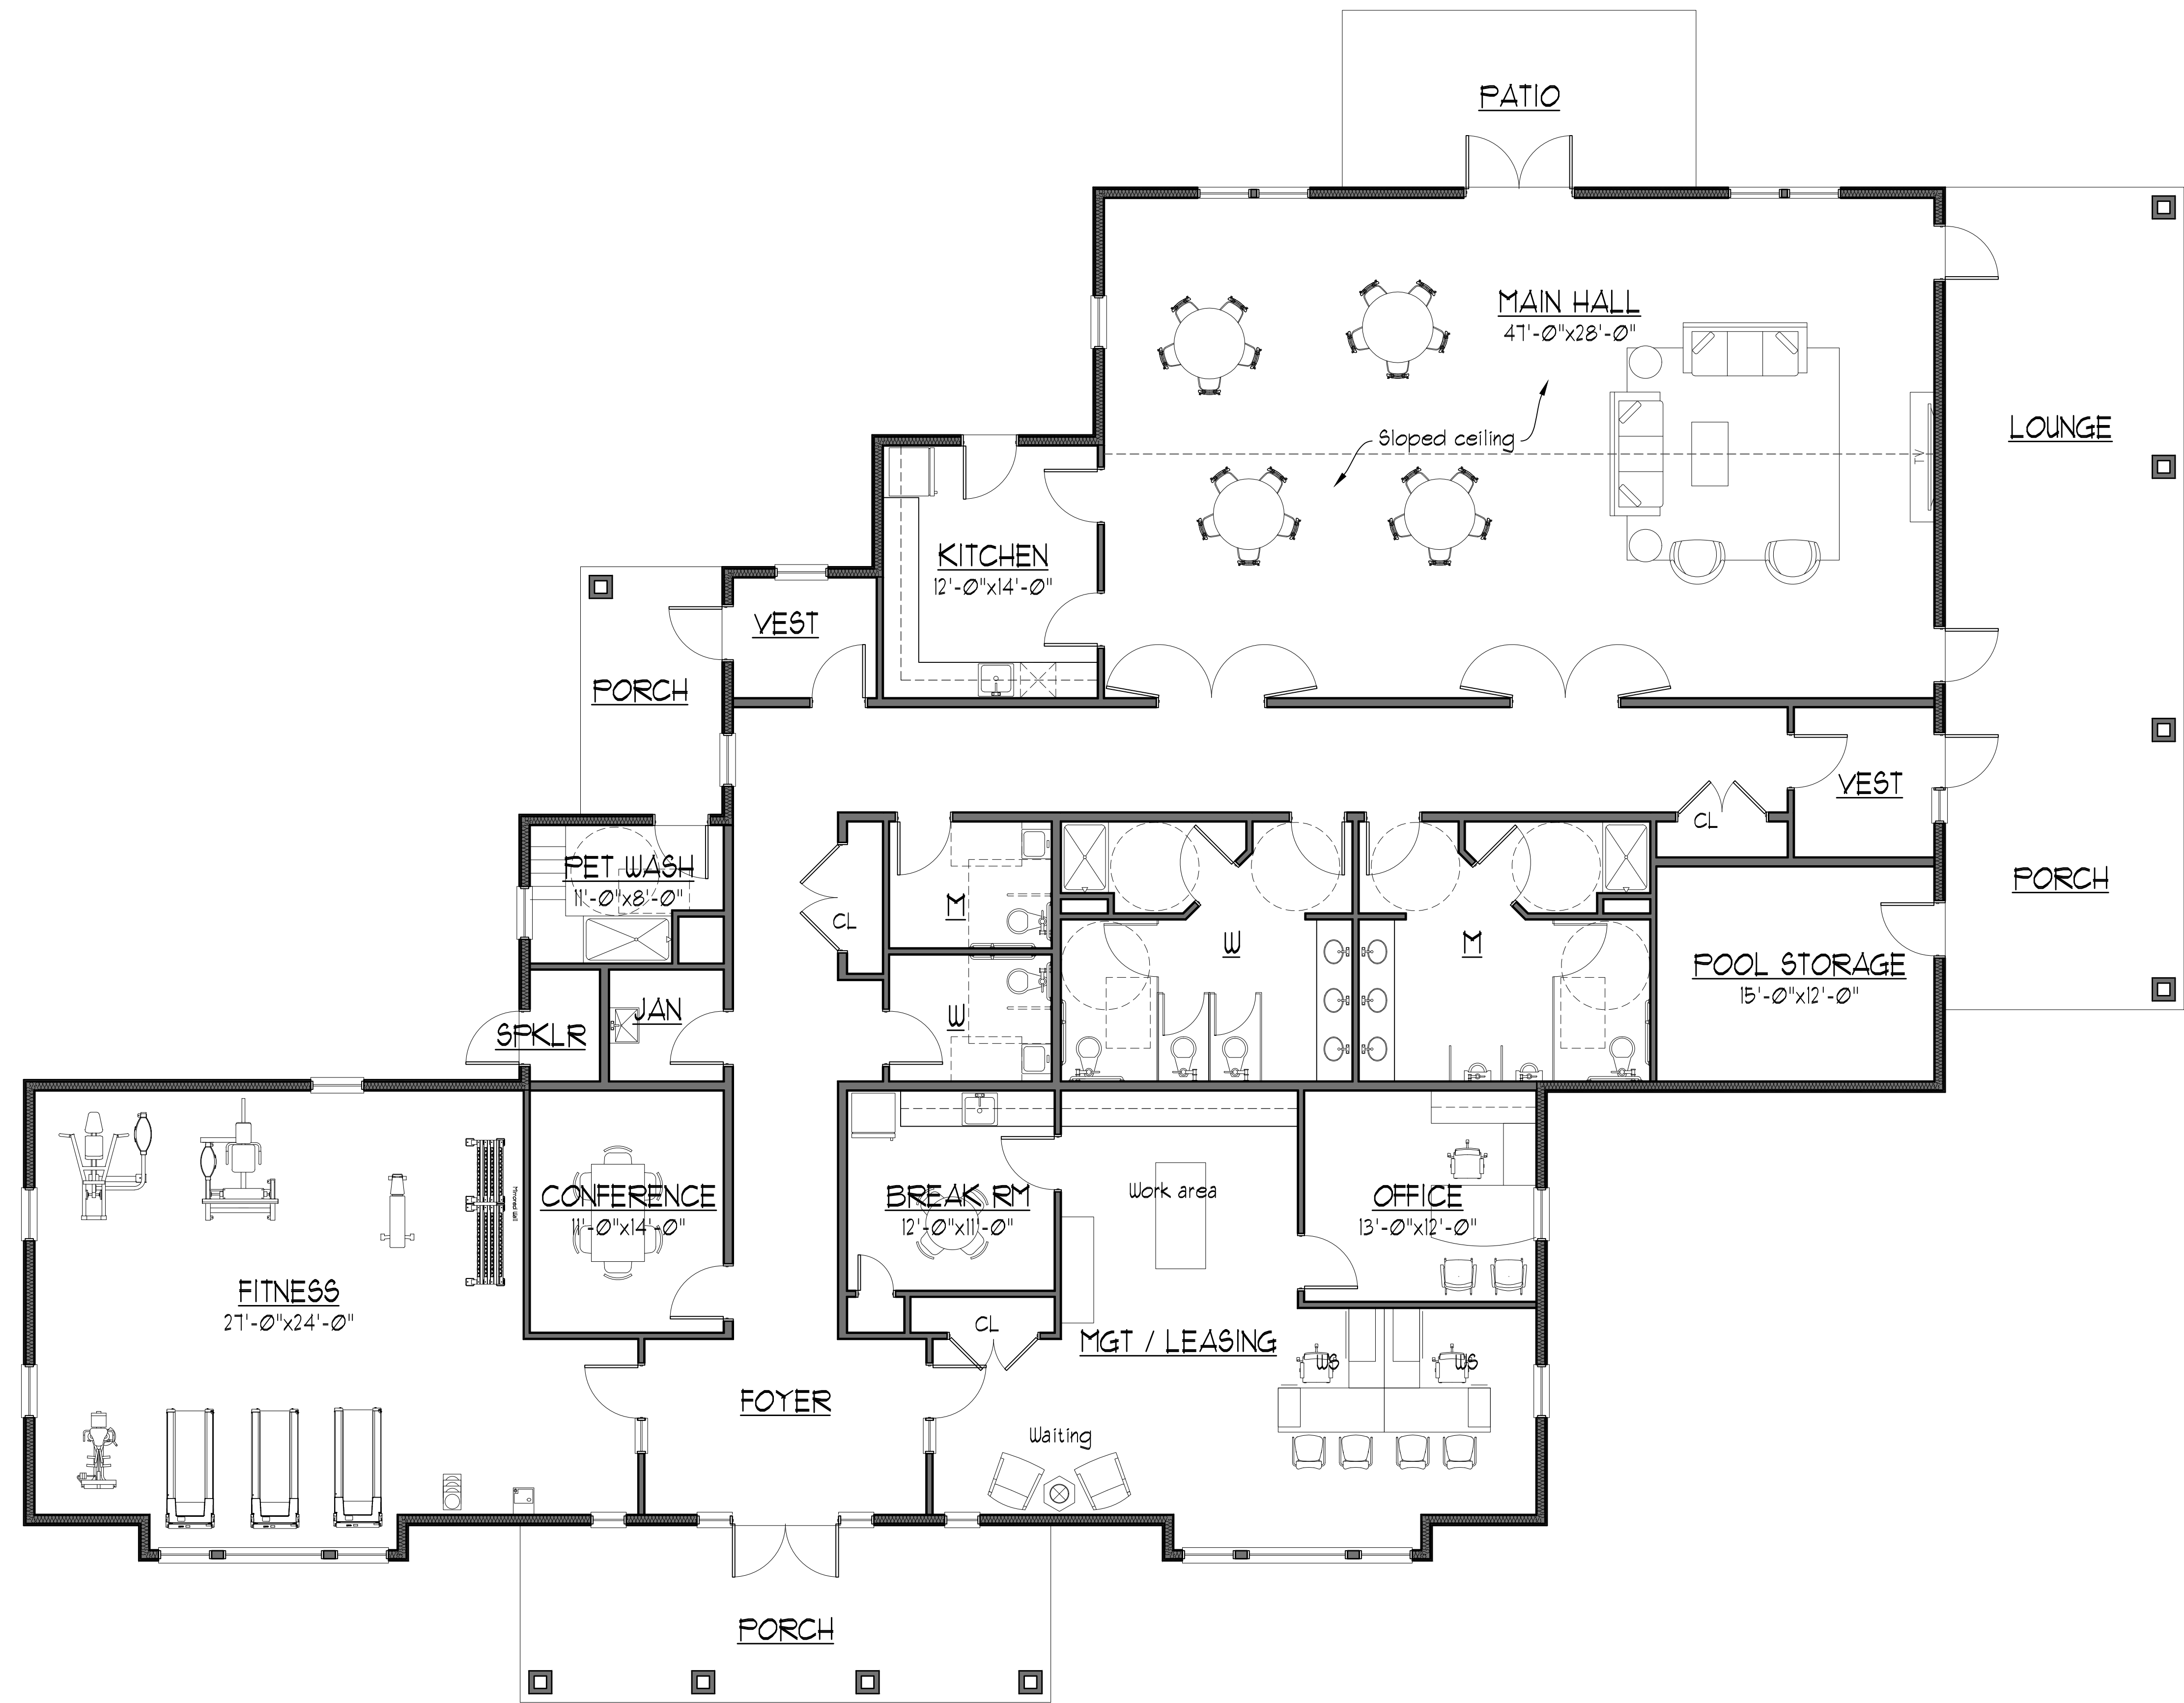 PATIO
MAIN HALL
47'-0"x28'-0"
LOUNGE
Sloped ceiling
TV
KITCHEN
12'-0"x14'-0"
VEST
PORCH
VEST
CL
PET WASH
11'-0"x8'-0"
PORCH
M
CL
W
M
POOL STORAGE
15'-0"x12'-0"
JAN
W
SPKLR
Mirrored Wall
CONFERENCE
11'-0"x14'-0"
BREAK RM
12'-0"x11'-0"
Work area
OFFICE
13'-0"x12'-0"
FITNESS
27'-0"x24'-0"
CL
MGT / LEASING
WS
WS
FOYER
Waiting
PORCH